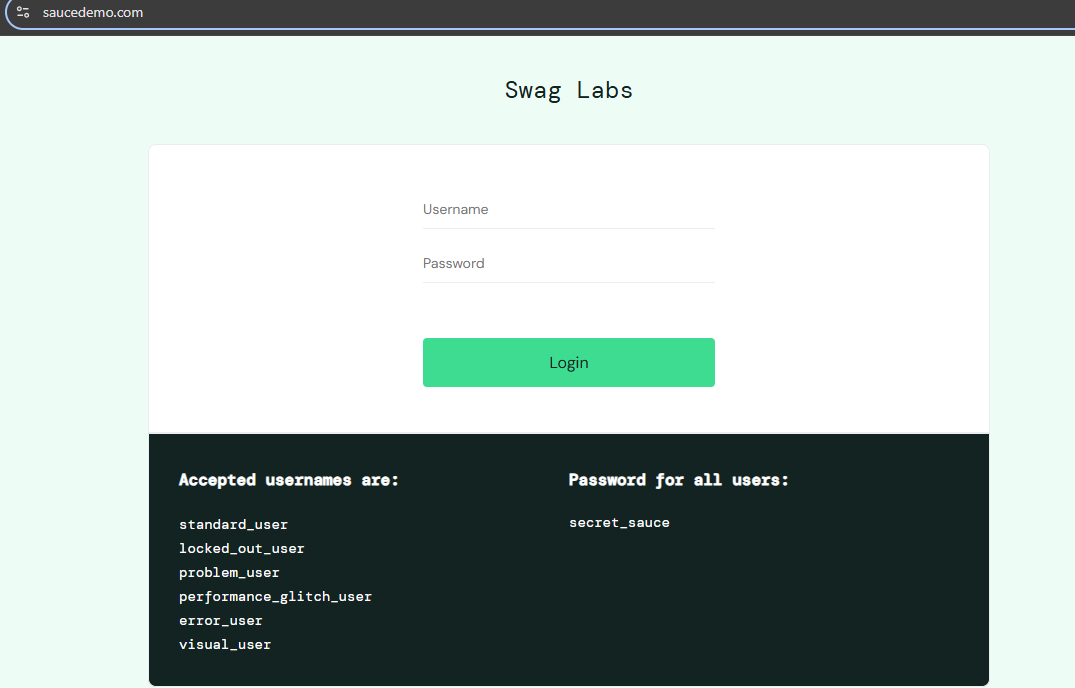 saucedemo.com
Swag Labs
Username
Password
Login
Accepted usernames are:
standard_user
locked_out_user
problem_user
performance_glitch_user
error_user
visual_user
Password for all users:
secret_sauce